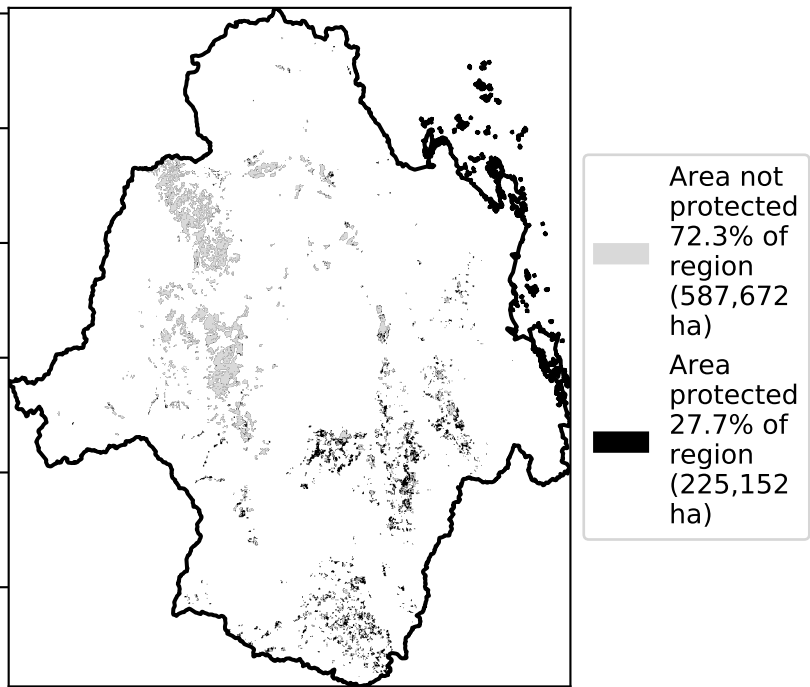 Area not
protected
72.3% of
region
(587,672
ha)
Area
protected
27.7% of
region
(225,152
ha)